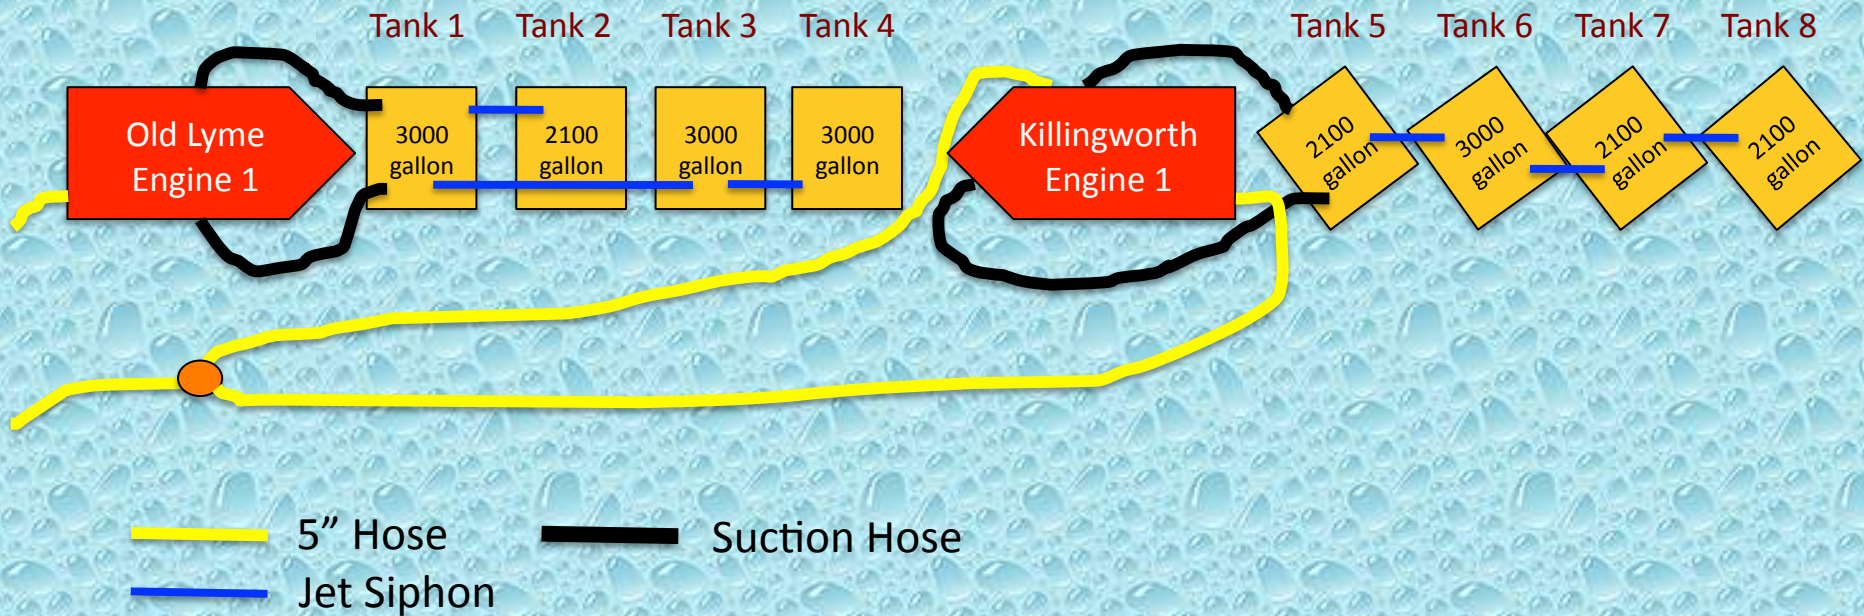 Tank 1
Tank 2
Tank 3
Tank 4
Tank 5
Tank 6
Tank 7
Tank 8
Old Lyme
Engine 1
3000
gallon
2100
gallon
3000
gallon
3000
gallon
Killingworth
Engine 1
2100
gallon
3000
gallon
2100
gallon
2100
gallon
5” Hose
Suction Hose
Jet Siphon